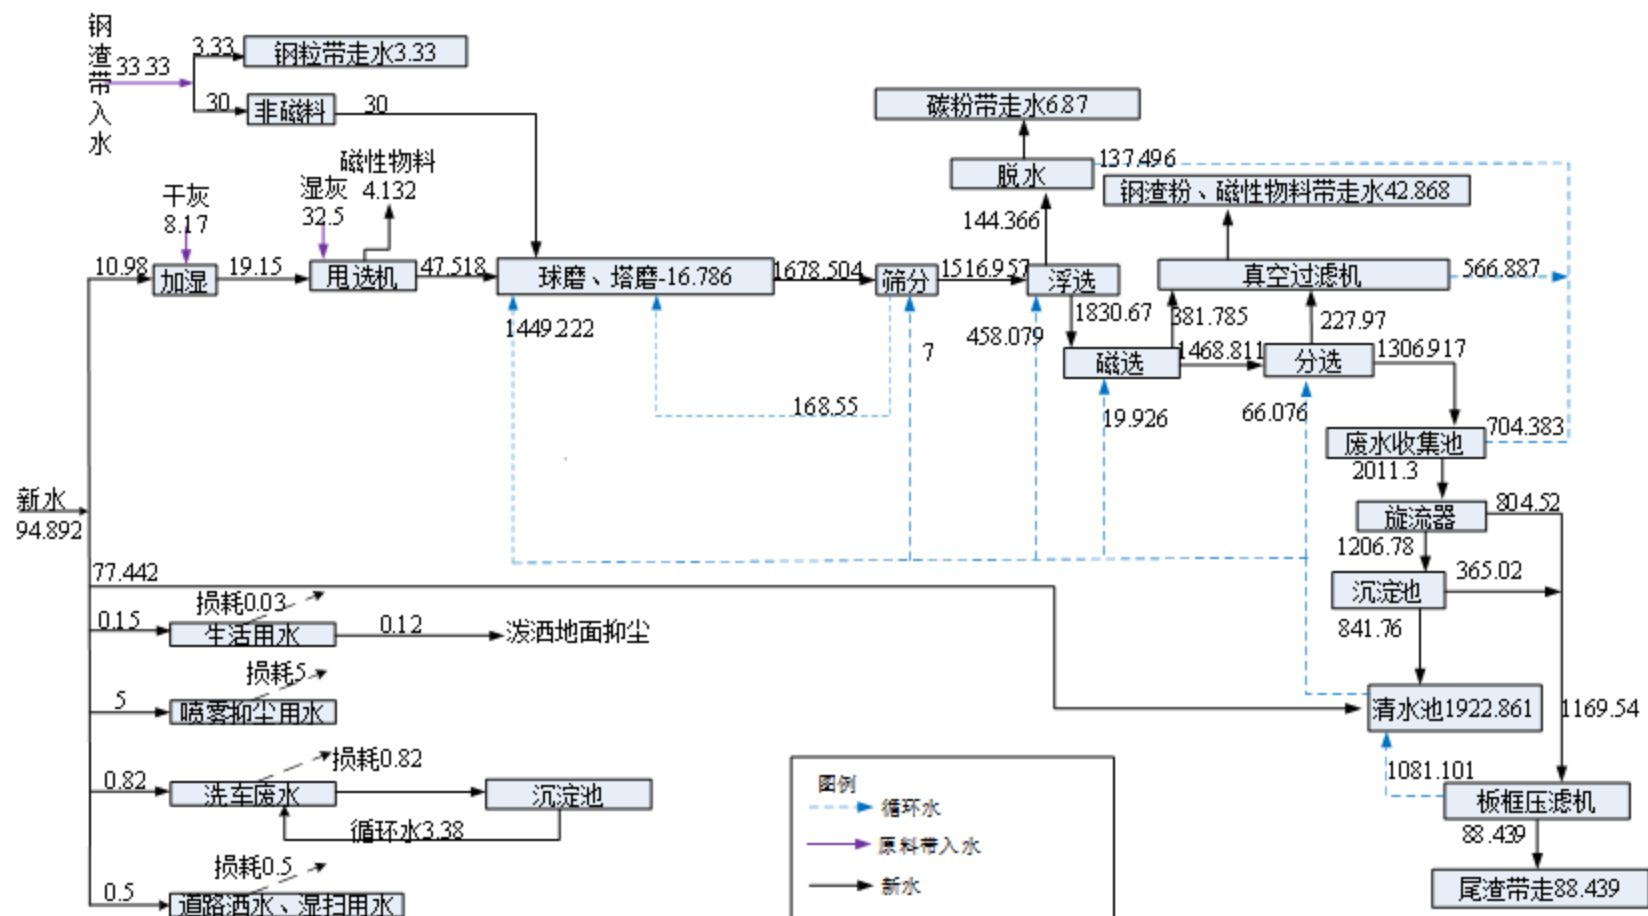 钢渣带入水
33.33
3.33
钢粒带走水3.33
30
非磁料
30
碳粉带走水6.87
磁性物料
4.132
脱水
137.496
钢渣粉、磁性物料带走水42.868
干灰
8.17
湿灰
32.5
144.366
10.98
加湿
19.15
甩选机
47.518
球磨、塔磨-16.786
1678.504
筛分
1516.957
浮选
真空过滤机
566.887
1449.222
7
458.079
1830.67
381.785
227.97
磁选
1468.811
分选
1306.917
168.55
19.926
66.076
废水收集池
704.383
2011.3
新水
94.892
旋流器
804.52
1206.78
77.442
沉淀池
365.02
损耗0.03
0.15
生活用水
0.12
泼洒地面抑尘
841.76
损耗5
5
喷雾抑尘用水
清水池1922.861
1169.54
损耗0.82
0.82
洗车废水
沉淀池
循环水3.38
1081.101
板框压滤机
88.439
损耗0.5
0.5
道路洒水、湿扫用水
尾渣带走88.439
图例
循环水
原料带入水
新水